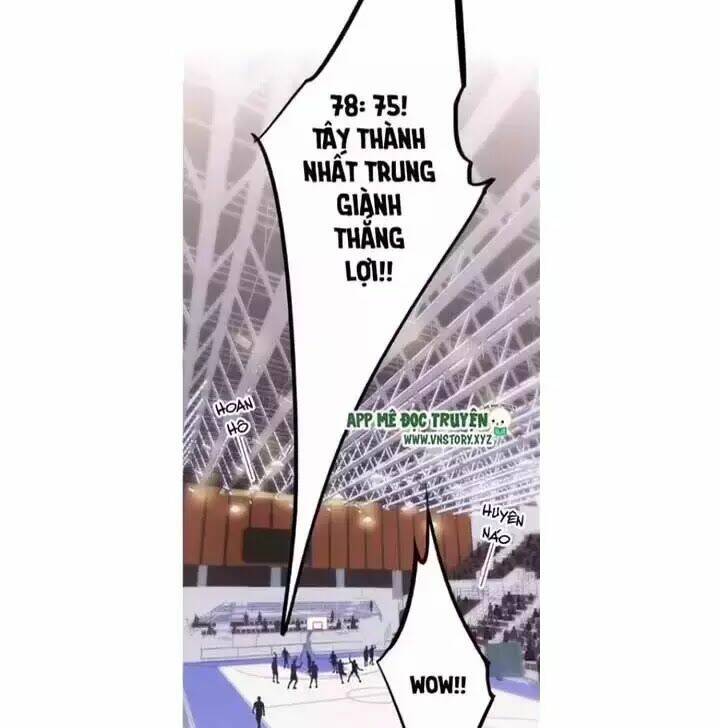 78: 75!
TÂY THÀNH
NHẤT TRUNG
GIÀNH
THẮNG
LỢI!!
HOAN
HÔ
APP MÊ ĐỌC TRUYỆN
WWW.VNSTORY.XYZ
HUYÊN
NÁO
WOW!!